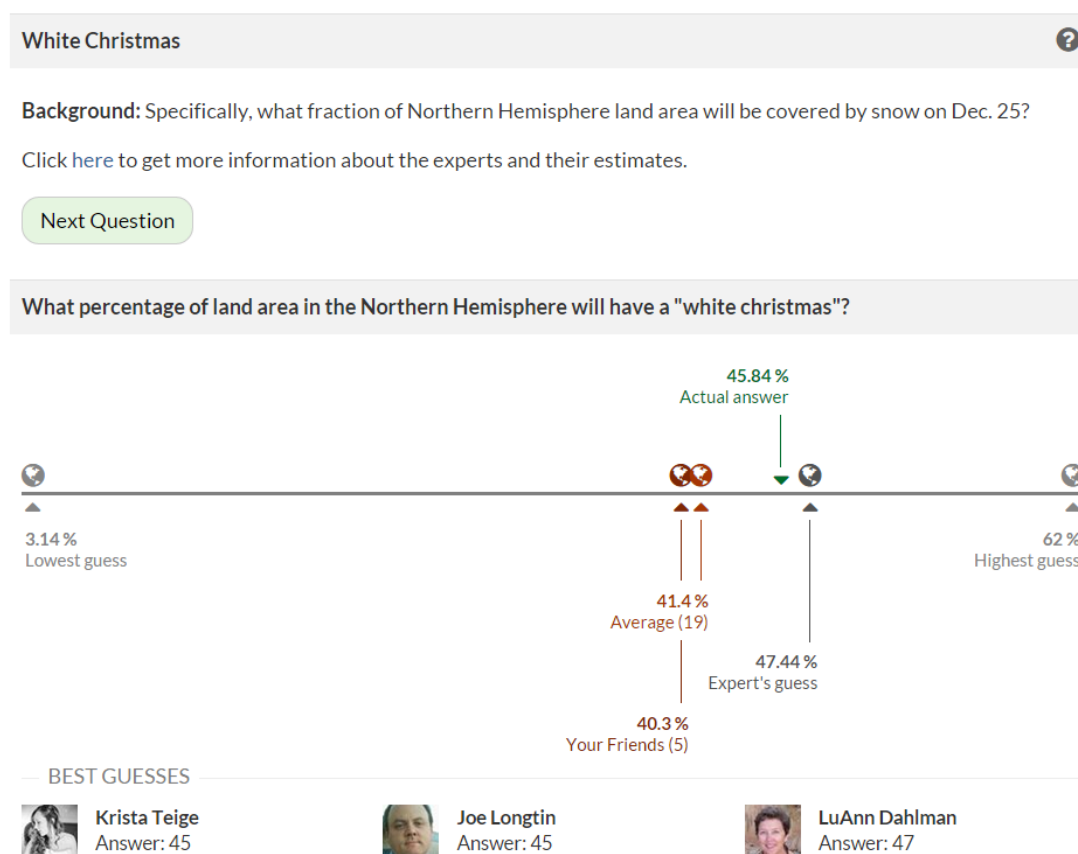 White Christmas
Background: Specifically, what fraction of Northern Hemisphere land area will be covered by snow on Dec. 25?
Click here to get more information about the experts and their estimates.
Next Question
What percentage of land area in the Northern Hemisphere will have a "white christmas"?
45.84 %
Actual answer
3.14 %
Lowest guess
62 %
Highest guess
41.4 %
Average (19)
47.44 %
Expert's guess
40.3 %
Your Friends (5)
BEST GUESSES
Krista Teige
Answer: 45
Joe Longtin
Answer: 45
LuAnn Dahlman
Answer: 47